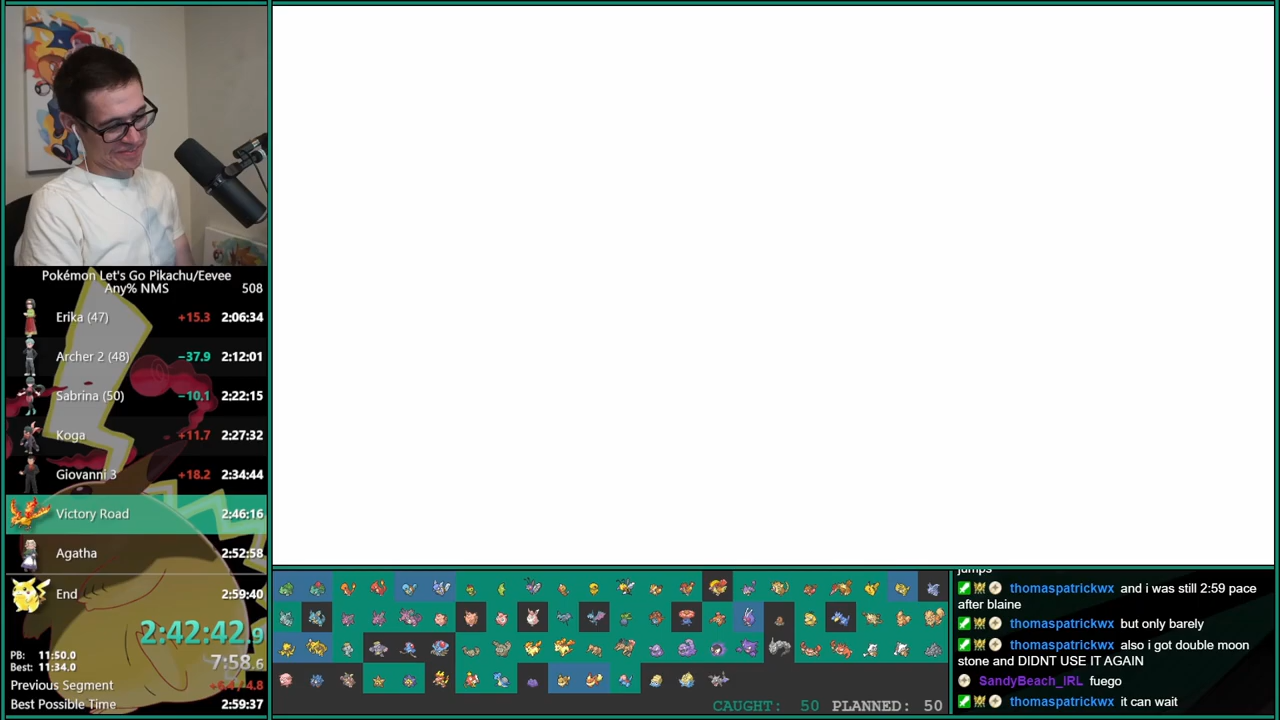 Pokémon Let's Go Pikachu/Eevee
Any% NMS 508
Erika (47) +15.3 2:06:34
Archer 2 (48) −37.9 2:12:01
Sabrina (50) −10.1 2:22:15
Koga +11.7 2:27:32
Giovanni 3 +18.2 2:34:44
Victory Road 2:46:16
Agatha 2:52:58
End 2:59:40
2:42:42.9
PB: 11:50.0
Best: 11:34.0
7:58.6
Previous Segment +6.4 / 4.8
Best Possible Time 2:59:37
CAUGHT: 50 PLANNED: 50
jumps
thomaspatrickwx and i was still 2:59 pace
after blaine
thomaspatrickwx but only barely
thomaspatrickwx also i got double moon
stone and DIDNT USE IT AGAIN
SandyBeach_IRL fuego
thomaspatrickwx it can wait